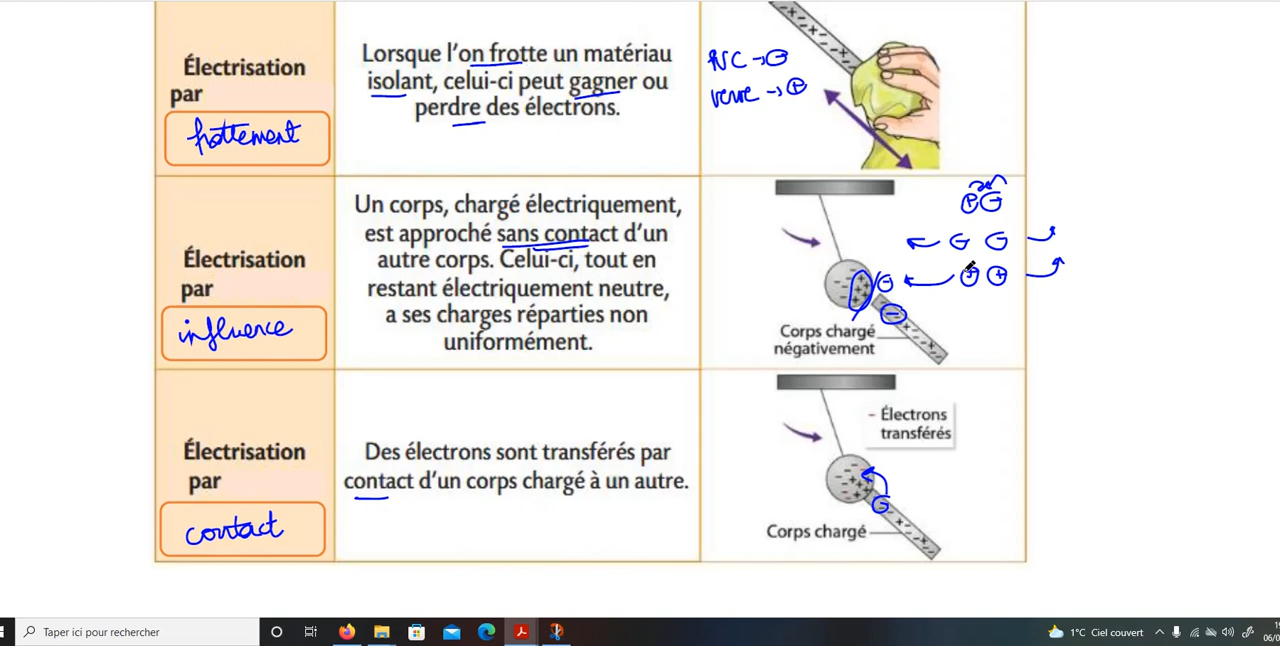 Électrisation
par
frottement
Lorsque l'on frotte un matériau
isolant, celui-ci peut gagner ou
perdre des électrons.
PVC → ⊖
verre → ⊕
Électrisation
par
influence
Un corps, chargé électriquement,
est approché sans contact d'un
autre corps. Celui-ci, tout en
restant électriquement neutre,
a ses charges réparties non
uniformément.
Corps chargé
négativement
Électrisation
par
contact
Des électrons sont transférés par
contact d'un corps chargé à un autre.
- Électrons
transférés
Corps chargé
Taper ici pour rechercher
1°C Ciel couvert